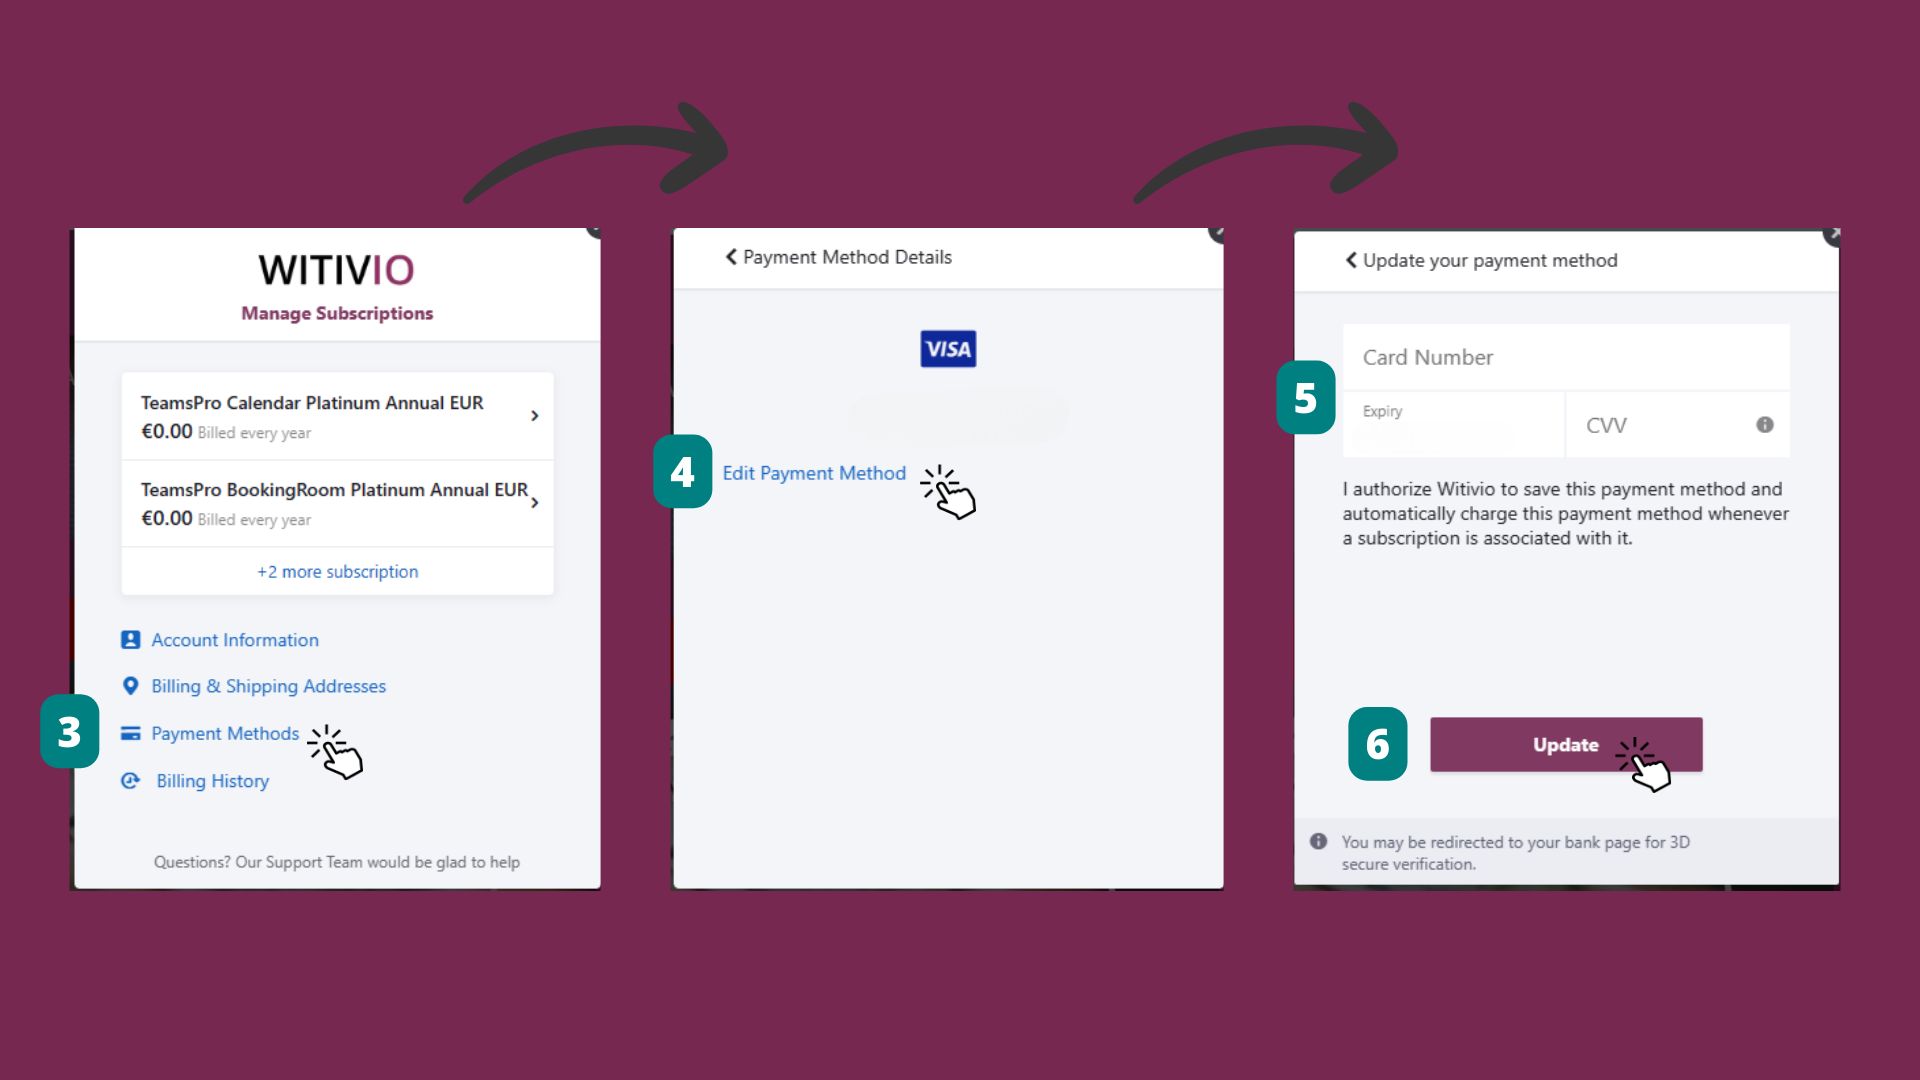 WITIVIO
Manage Subscriptions
TeamsPro Calendar Platinum Annual EUR
€0.00 Billed every year
TeamsPro BookingRoom Platinum Annual EUR
€0.00 Billed every year
+2 more subscription
Account Information
Billing & Shipping Addresses
3
Payment Methods
Billing History
Questions? Our Support Team would be glad to help
Payment Method Details
VISA
4
Edit Payment Method
Update your payment method
5
Card Number
Expiry
CVV
I authorize Witivio to save this payment method and
automatically charge this payment method whenever
a subscription is associated with it.
6
Update
You may be redirected to your bank page for 3D
secure verification.